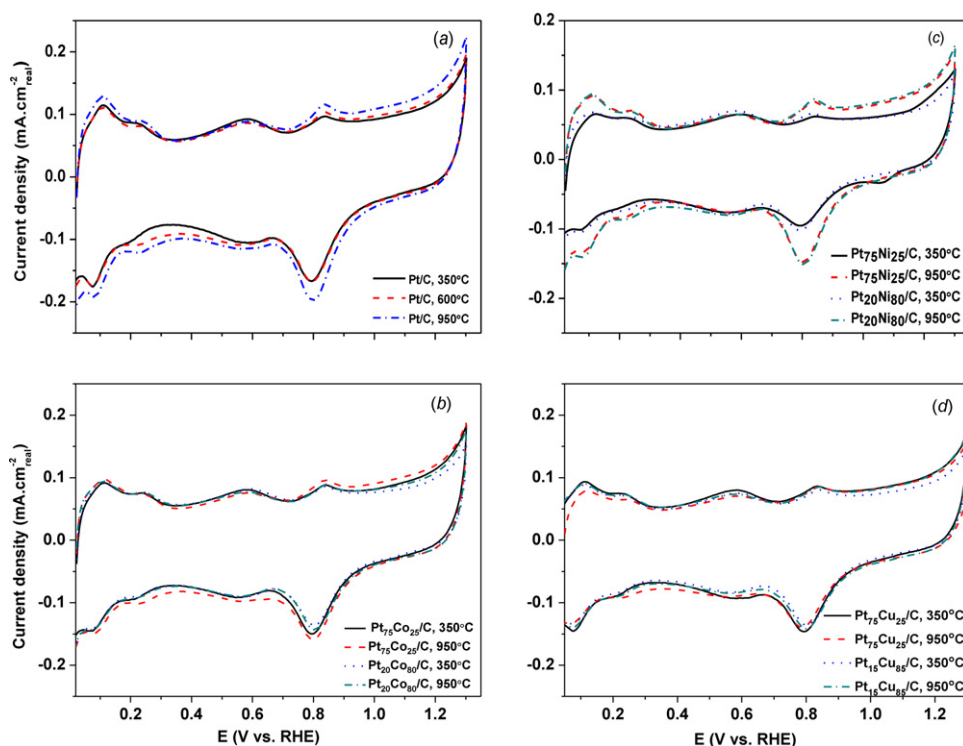 (a)
0.2
0.1
0.0
-0.1
-0.2
Current density (mA.cm⁻²real)
Pt/C, 350°C
Pt/C, 600°C
Pt/C, 950°C
(c)
0.2
0.1
0.0
-0.1
-0.2
Pt75Ni25/C, 350°C
Pt75Ni25/C, 950°C
Pt20Ni80/C, 350°C
Pt20Ni80/C, 950°C
(b)
0.2
0.1
0.0
-0.1
-0.2
Current density (mA.cm⁻²real)
Pt75Co25/C, 350°C
Pt75Co25/C, 950°C
Pt20Co80/C, 350°C
Pt20Co80/C, 950°C
0.2 0.4 0.6 0.8 1.0 1.2
E (V vs. RHE)
(d)
0.2
0.1
0.0
-0.1
-0.2
Pt75Cu25/C, 350°C
Pt75Cu25/C, 950°C
Pt15Cu85/C, 350°C
Pt15Cu85/C, 950°C
0.2 0.4 0.6 0.8 1.0 1.2
E (V vs. RHE)